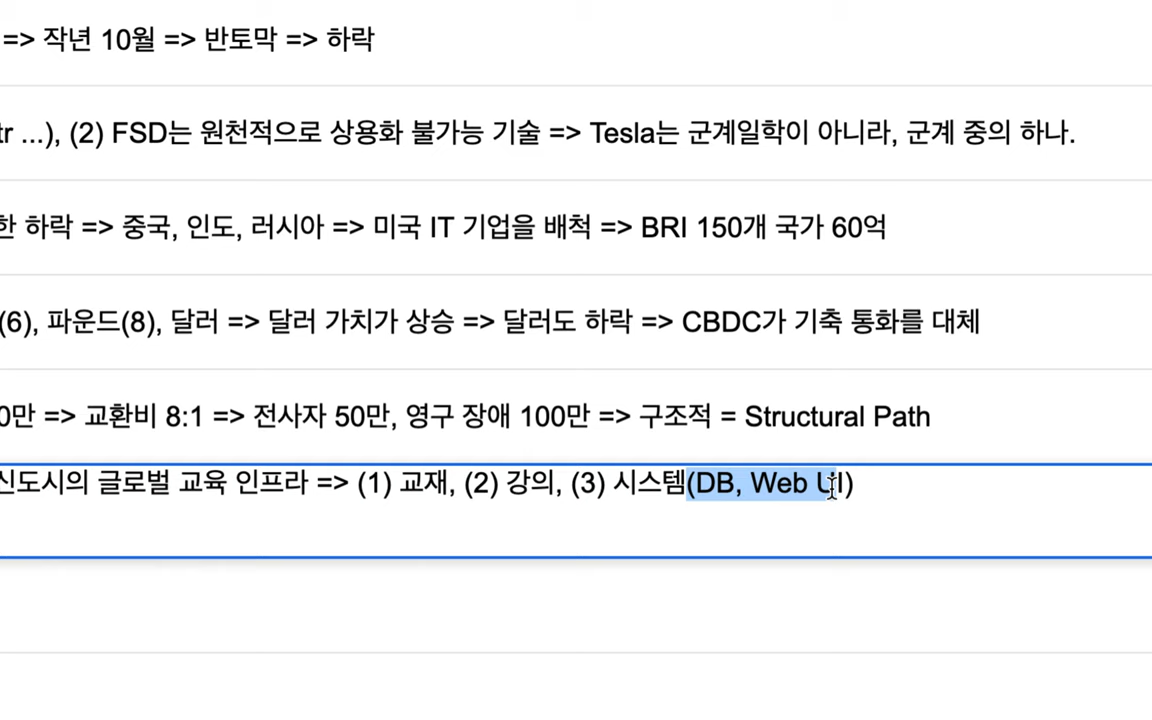 => 작년 10월 => 반토막 => 하락
tr ...), (2) FSD는 원천적으로 상용화 불가능 기술 => Tesla는 군계일학이 아니라, 군계 중의 하나.
한 하락 => 중국, 인도, 러시아 => 미국 IT 기업을 배척 => BRI 150개 국가 60억
(6), 파운드(8), 달러 => 달러 가치가 상승 => 달러도 하락 => CBDC가 기축 통화를 대체
0만 => 교환비 8:1 => 전사자 50만, 영구 장애 100만 => 구조적 = Structural Path
신도시의 글로벌 교육 인프라 => (1) 교재, (2) 강의, (3) 시스템(DB, Web UI)